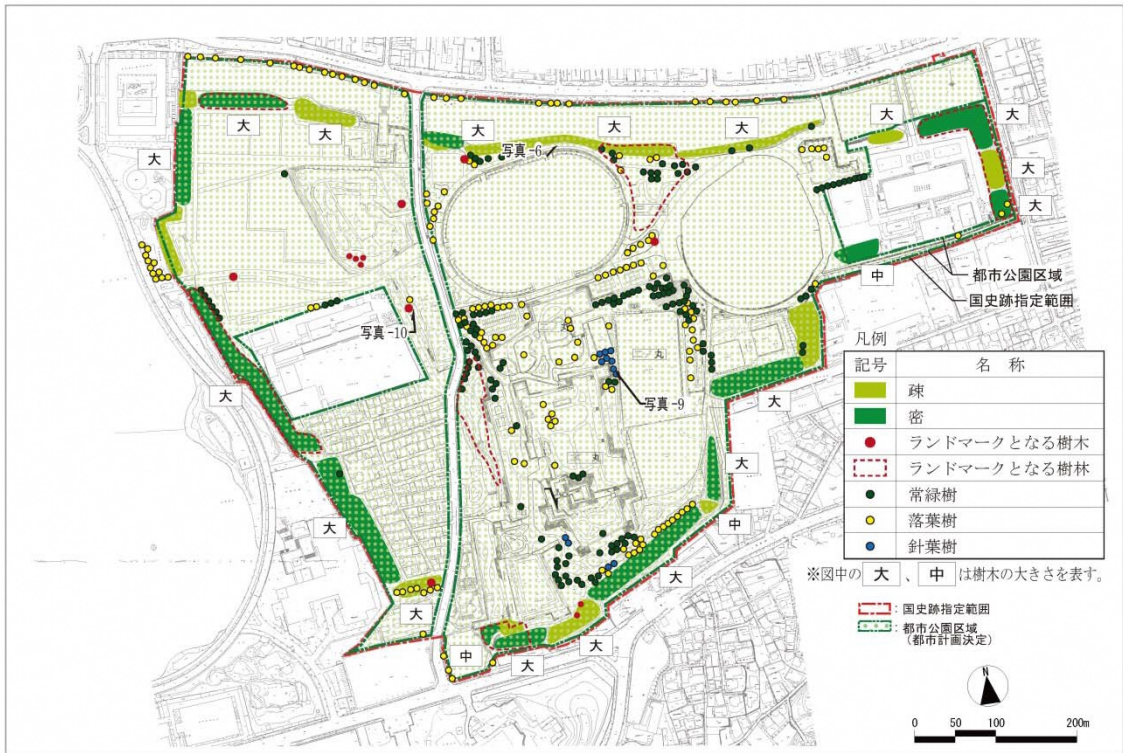 大
大
大
大
大
大
大
大
大
大
写真-6
大
中
都市公園区域
国史跡指定範囲
写真-10
丸
丸
写真-9
大
大
大
大
中
丸
大
大
大
大
中
凡例
記号 名 称
疎
密
ランドマークとなる樹木
ランドマークとなる樹林
常緑樹
落葉樹
針葉樹
※図中の 大 、 中 は樹木の大きさを表す。
: 国史跡指定範囲
: 都市公園区域
(都市計画決定)
N
0 50 100 200m